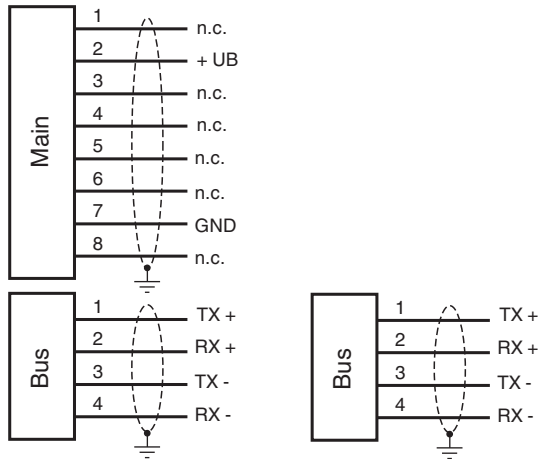 Main
1 n.c.
2 + UB
3 n.c.
4 n.c.
5 n.c.
6 n.c.
7 GND
8 n.c.
Bus
1 TX +
2 RX +
3 TX -
4 RX -
Bus
1 TX +
2 RX +
3 TX -
4 RX -